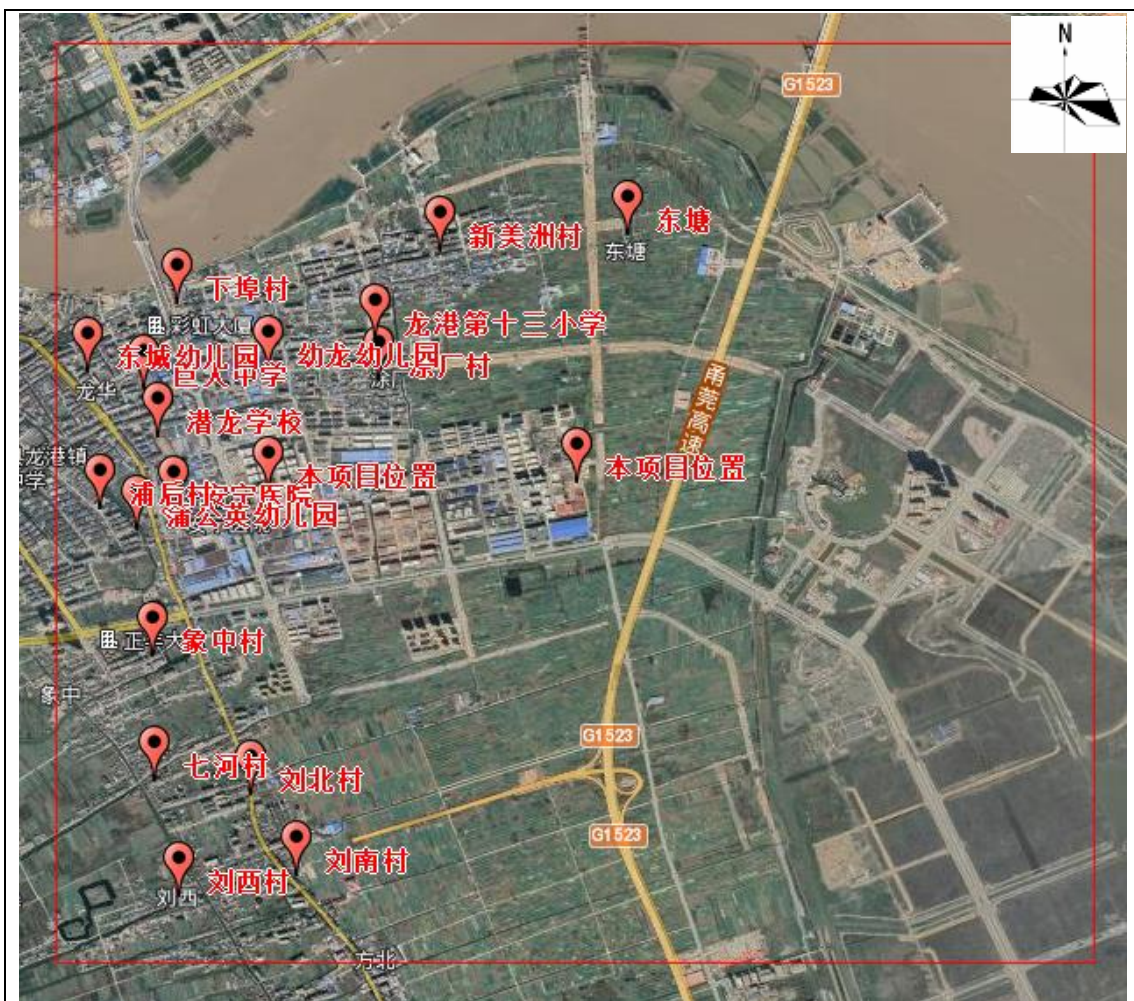 N
G1523
东塘
新美洲村
东塘
下埠村
彩虹大厦
龙港第十三小学
东城幼儿园
幼龙幼儿园
巨人中学
涂厂村
龙华
甬莞高速
潜龙学校
龙港镇
中学
本项目位置
本项目位置
浦后村
安宁医院
蒲公英幼儿园
象中村
象中
G1523
七河村
刘北村
G1523
刘南村
刘西村
刘西
方北